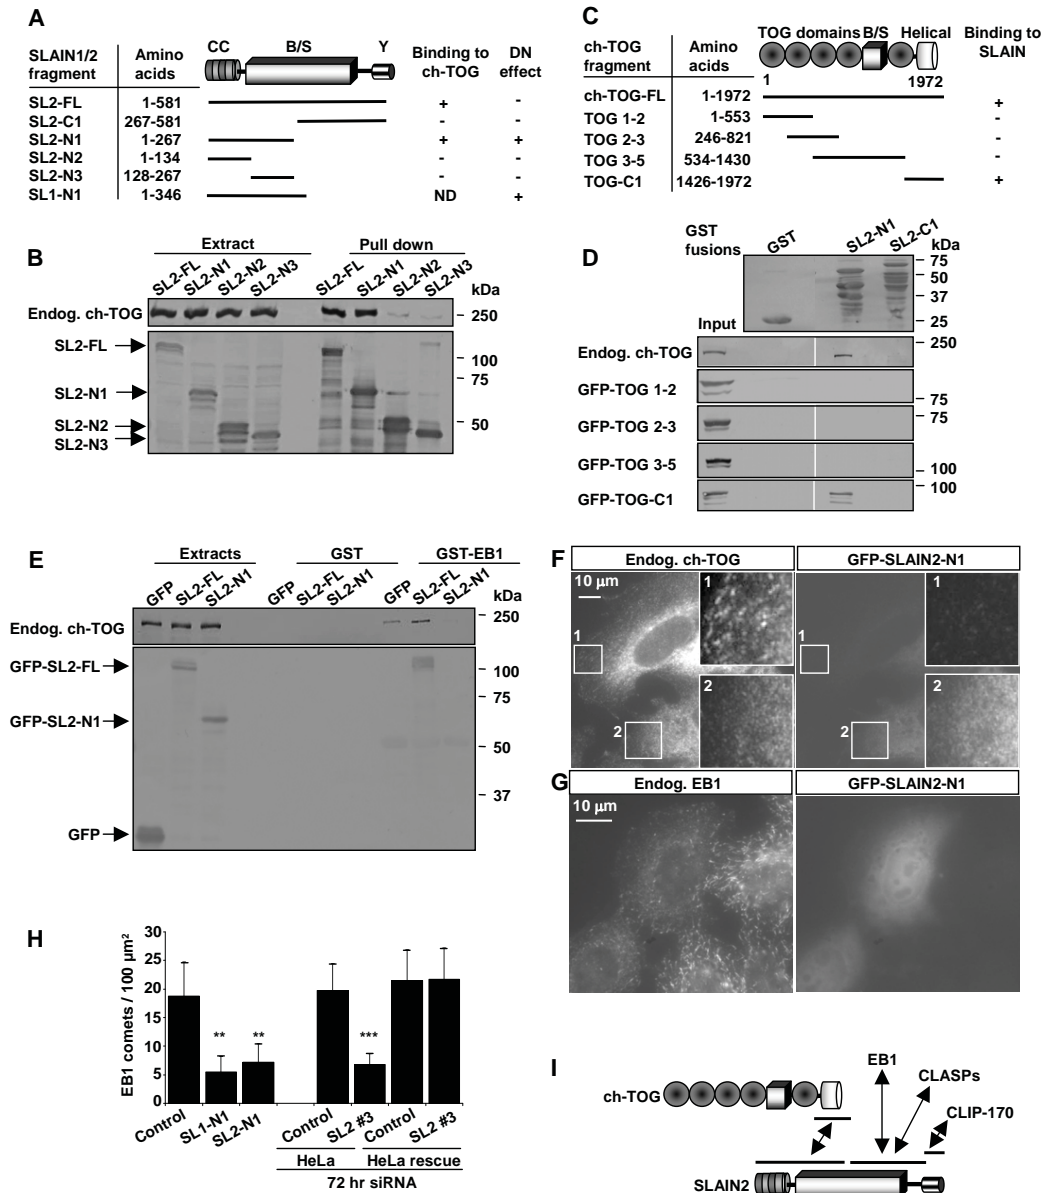 A
SLAIN1/2 fragment
Amino acids
CC
B/S
Y
Binding to ch-TOG
DN effect
SL2-FL 1-581 + -
SL2-C1 267-581 - -
SL2-N1 1-267 + +
SL2-N2 1-134 - -
SL2-N3 128-267 - -
SL1-N1 1-346 ND +
C
ch-TOG fragment
Amino acids
TOG domains B/S Helical
1 1972
Binding to SLAIN
ch-TOG-FL 1-1972 +
TOG 1-2 1-553 -
TOG 2-3 246-821 -
TOG 3-5 534-1430 -
TOG-C1 1426-1972 +
B
Extract Pull down
SL2-FL SL2-N1 SL2-N2 SL2-N3 SL2-FL SL2-N1 SL2-N2 SL2-N3
kDa
Endog. ch-TOG
250
SL2-FL
100
75
SL2-N1
SL2-N2
50
SL2-N3
D
GST fusions
GST SL2-N1 SL2-C1
kDa
75
50
37
25
Input
250
Endog. ch-TOG
GFP-TOG 1-2
75
75
GFP-TOG 2-3
GFP-TOG 3-5
100
100
GFP-TOG-C1
E
Extracts GST GST-EB1
GFP SL2-FL SL2-N1 GFP SL2-FL SL2-N1 GFP SL2-FL SL2-N1
kDa
250
Endog. ch-TOG
GFP-SL2-FL
100
75
GFP-SL2-N1
50
37
GFP
F
Endog. ch-TOG GFP-SLAIN2-N1
10 µm
1 1 1 1
2 2 2 2
G
Endog. EB1 GFP-SLAIN2-N1
10 µm
H
EB1 comets / 100 µm²
30
25
20
15
10
5
0
** ** ***
Control SL1-N1 SL2-N1 Control SL2 #3 Control SL2 #3
HeLa HeLa rescue
72 hr siRNA
I
ch-TOG
EB1
CLASPs
CLIP-170
SLAIN2